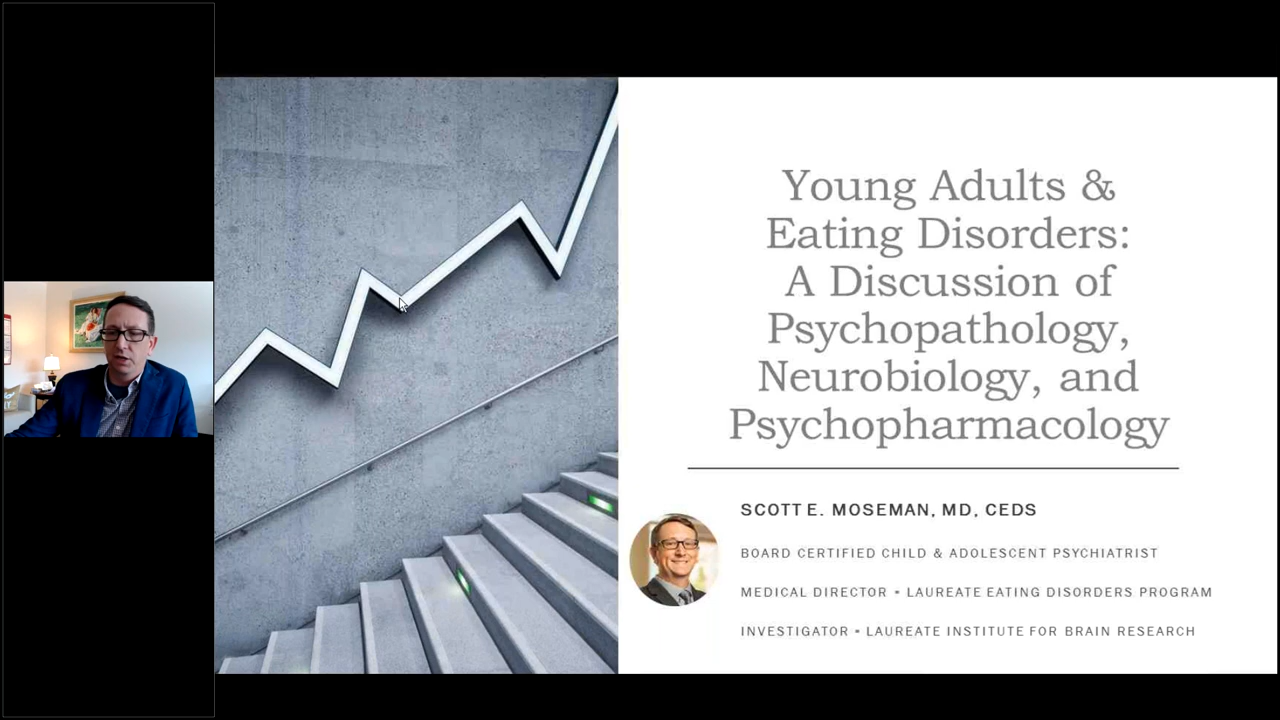 Young Adults &
Eating Disorders:
A Discussion of
Psychopathology,
Neurobiology, and
Psychopharmacology
SCOTT E. MOSEMAN, MD, CEDS
BOARD CERTIFIED CHILD & ADOLESCENT PSYCHIATRIST
MEDICAL DIRECTOR • LAUREATE EATING DISORDERS PROGRAM
INVESTIGATOR • LAUREATE INSTITUTE FOR BRAIN RESEARCH